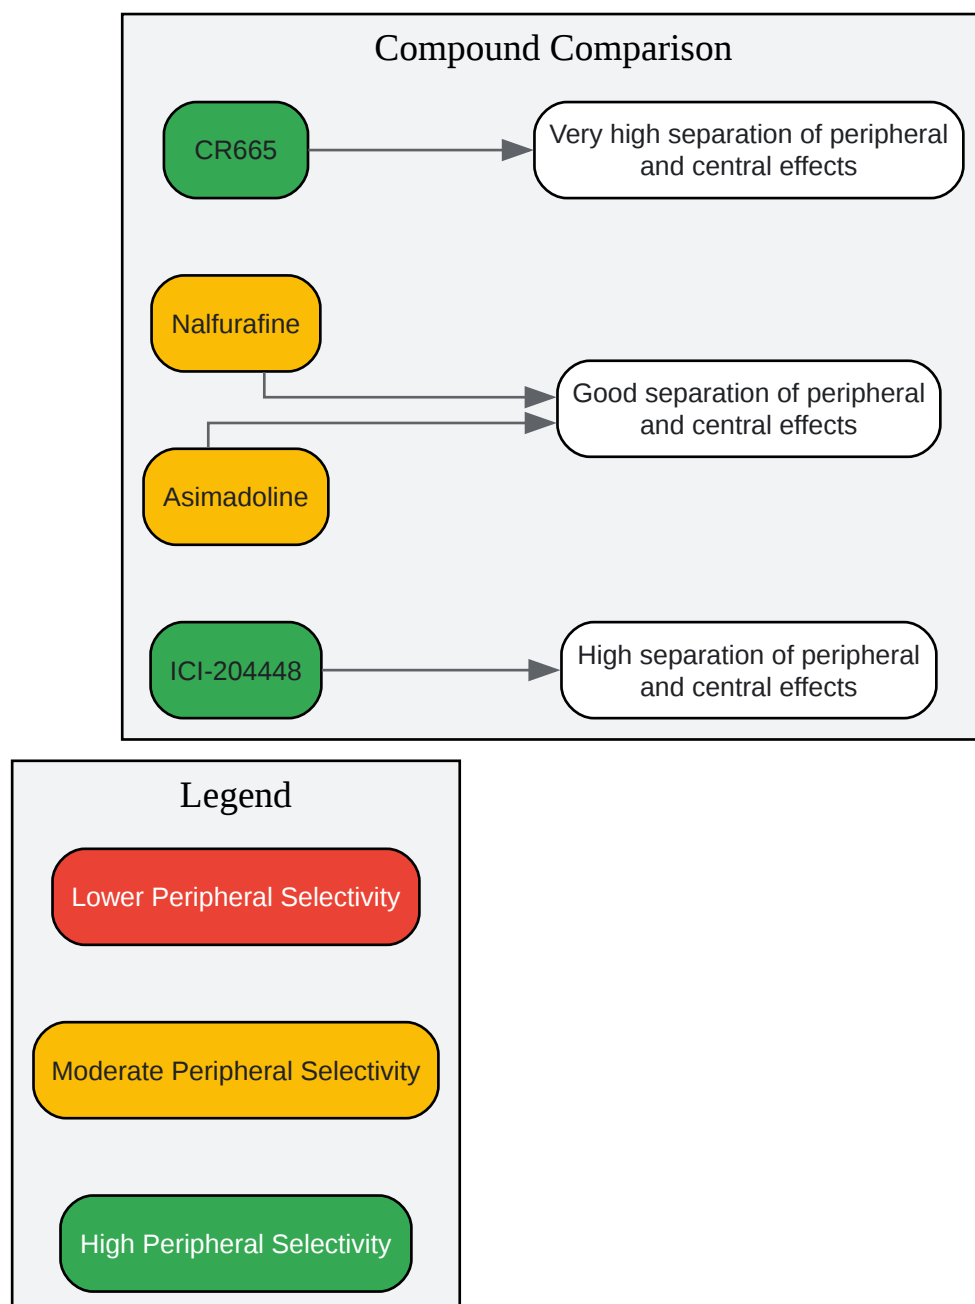 Compound Comparison
CR665
Very high separation of peripheral
and central effects
Nalfurafine
Good separation of peripheral
and central effects
Asimadoline
ICI-204448
High separation of peripheral
and central effects
Legend
Lower Peripheral Selectivity
Moderate Peripheral Selectivity
High Peripheral Selectivity